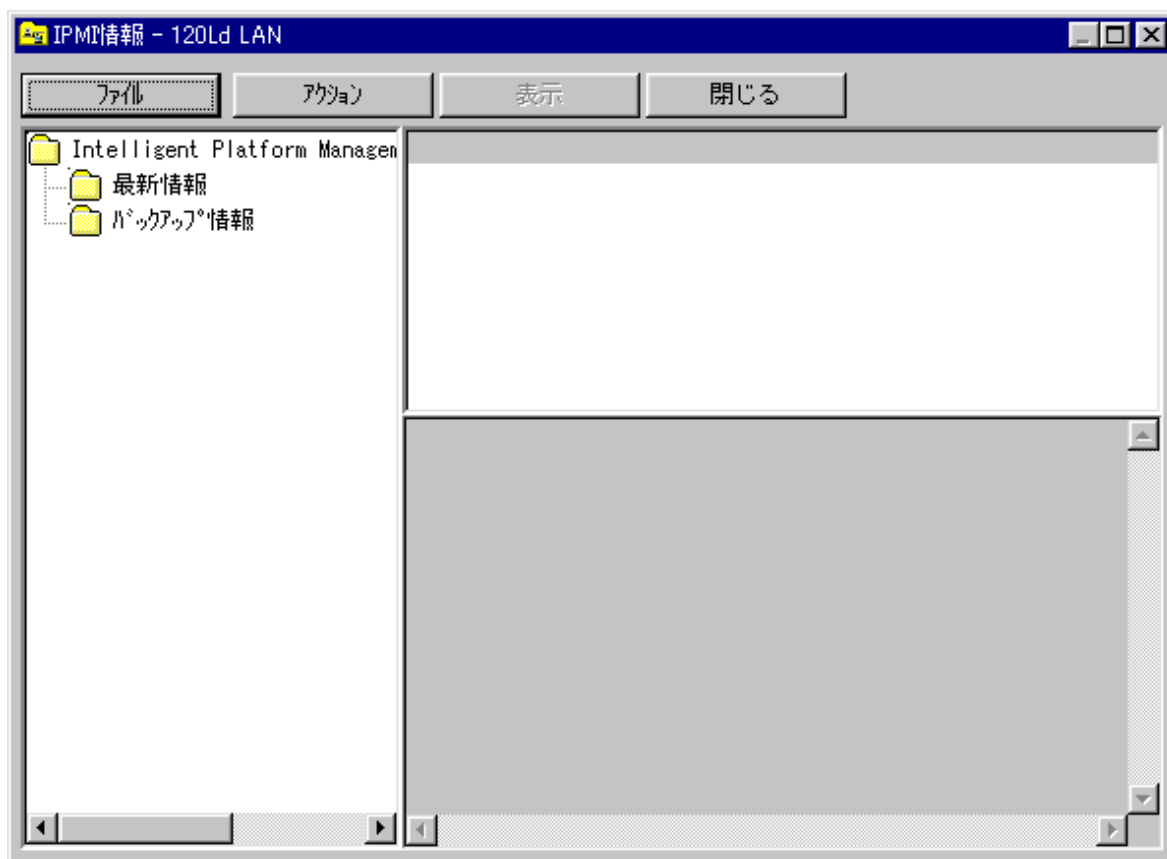 IPMI情報 - 120Ld LAN
ﾌｧｲﾙ
ｱｸｼｮﾝ
表示
閉じる
Intelligent Platform Managem
最新情報
ﾊﾞｯｸｱｯﾌﾟ情報